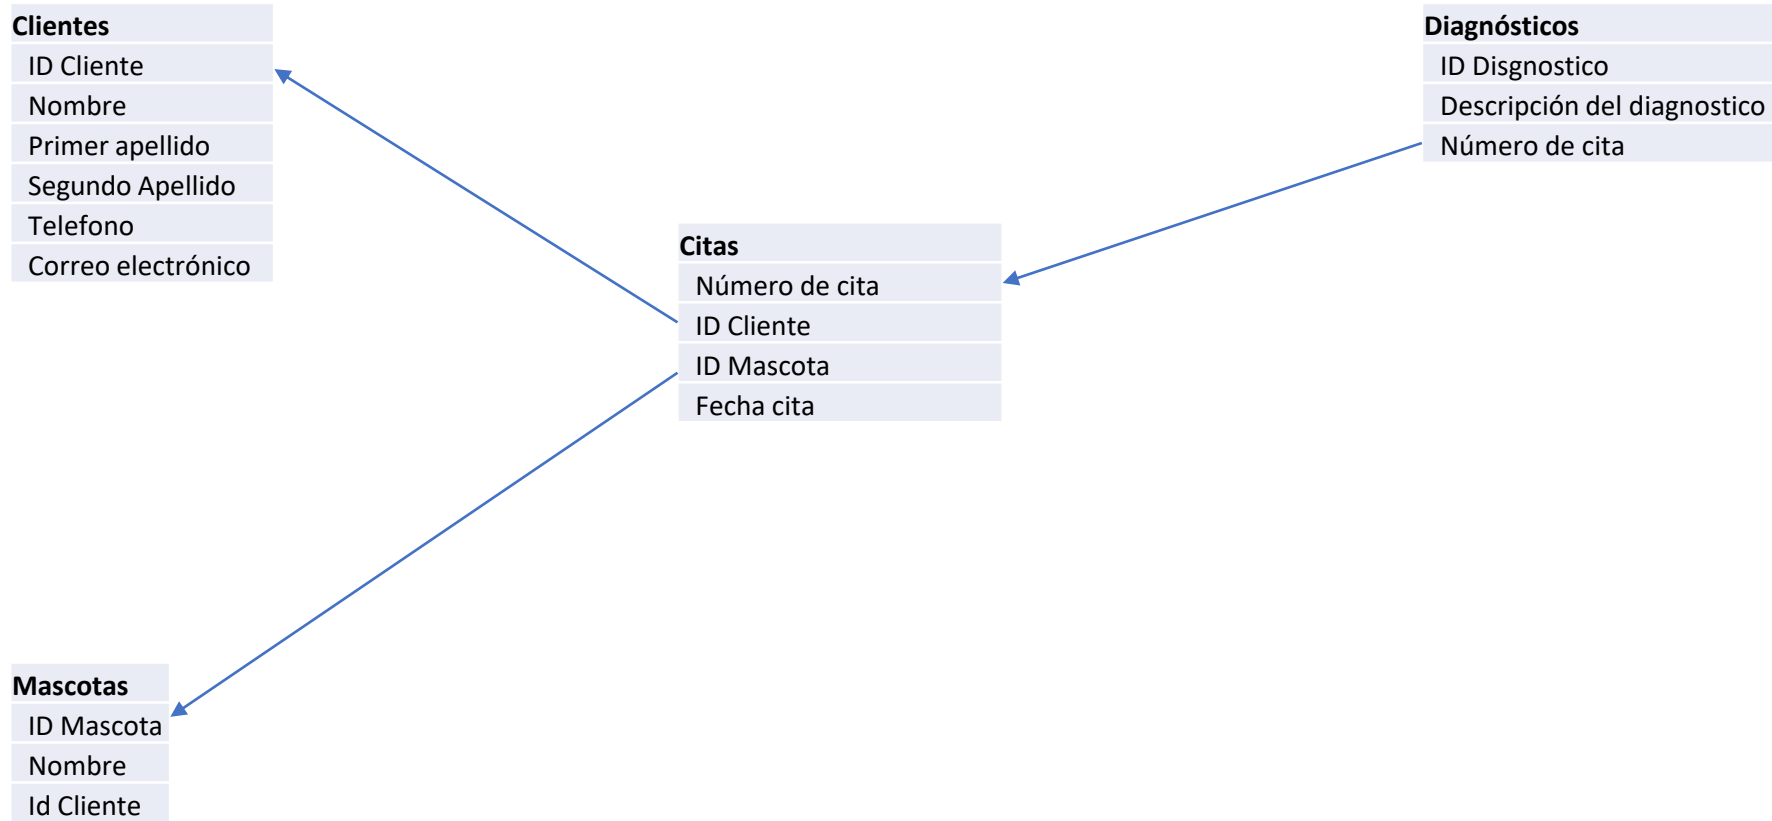 Clientes
ID Cliente
Nombre
Primer apellido
Segundo Apellido
Telefono
Correo electrónico
Diagnósticos
ID Disgnostico
Descripción del diagnostico
Número de cita
Citas
Número de cita
ID Cliente
ID Mascota
Fecha cita
Mascotas
ID Mascota
Nombre
Id Cliente